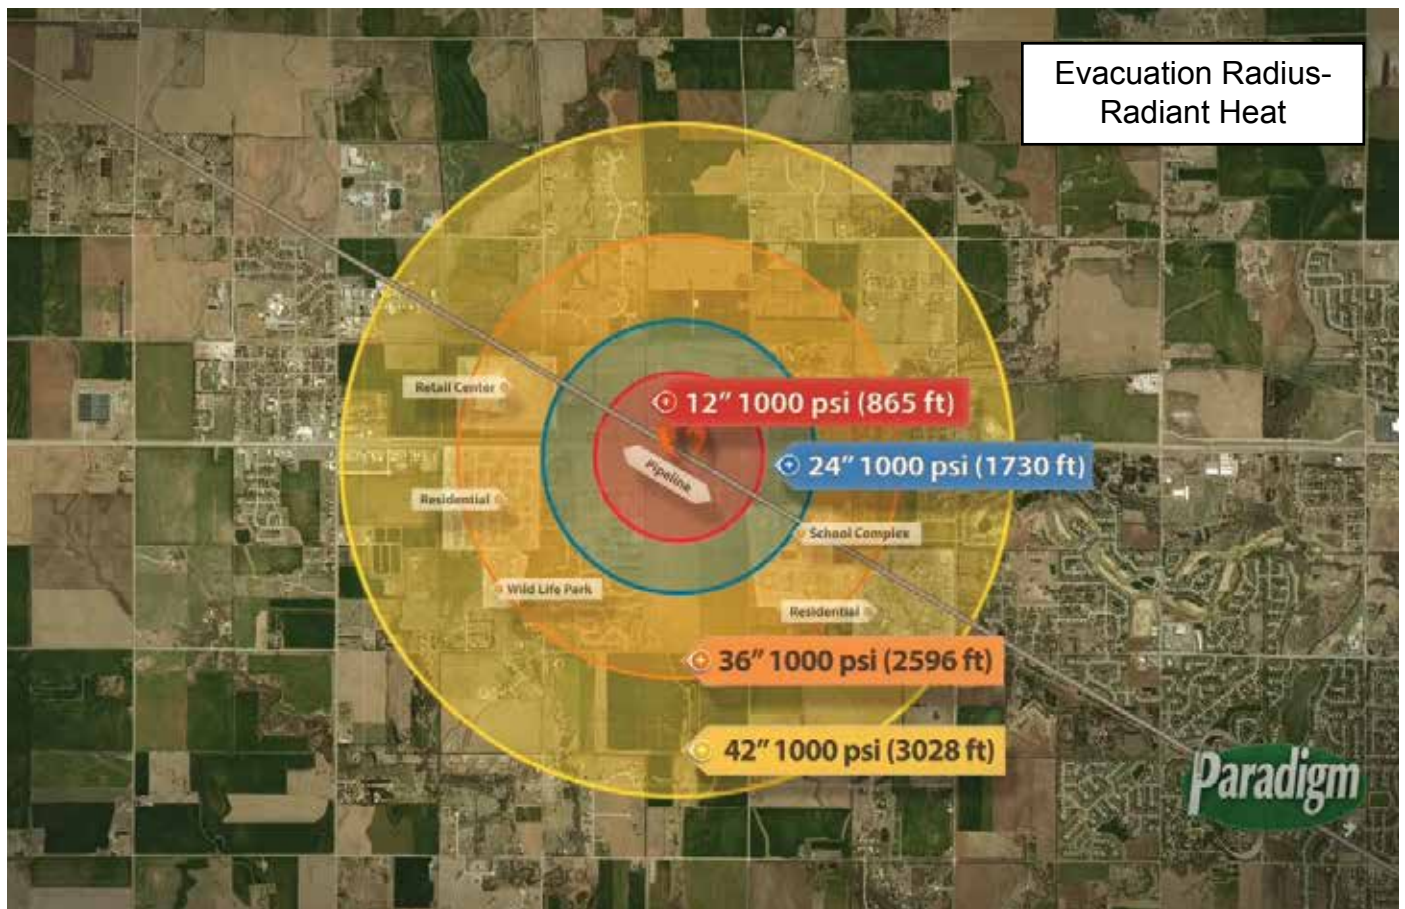 Evacuation Radius-
Radiant Heat
Retail Center
12” 1000 psi (865 ft)
24” 1000 psi (1730 ft)
Pipeline
Residential
School Complex
Wild Life Park
Residential
36” 1000 psi (2596 ft)
42” 1000 psi (3028 ft)
Paradigm